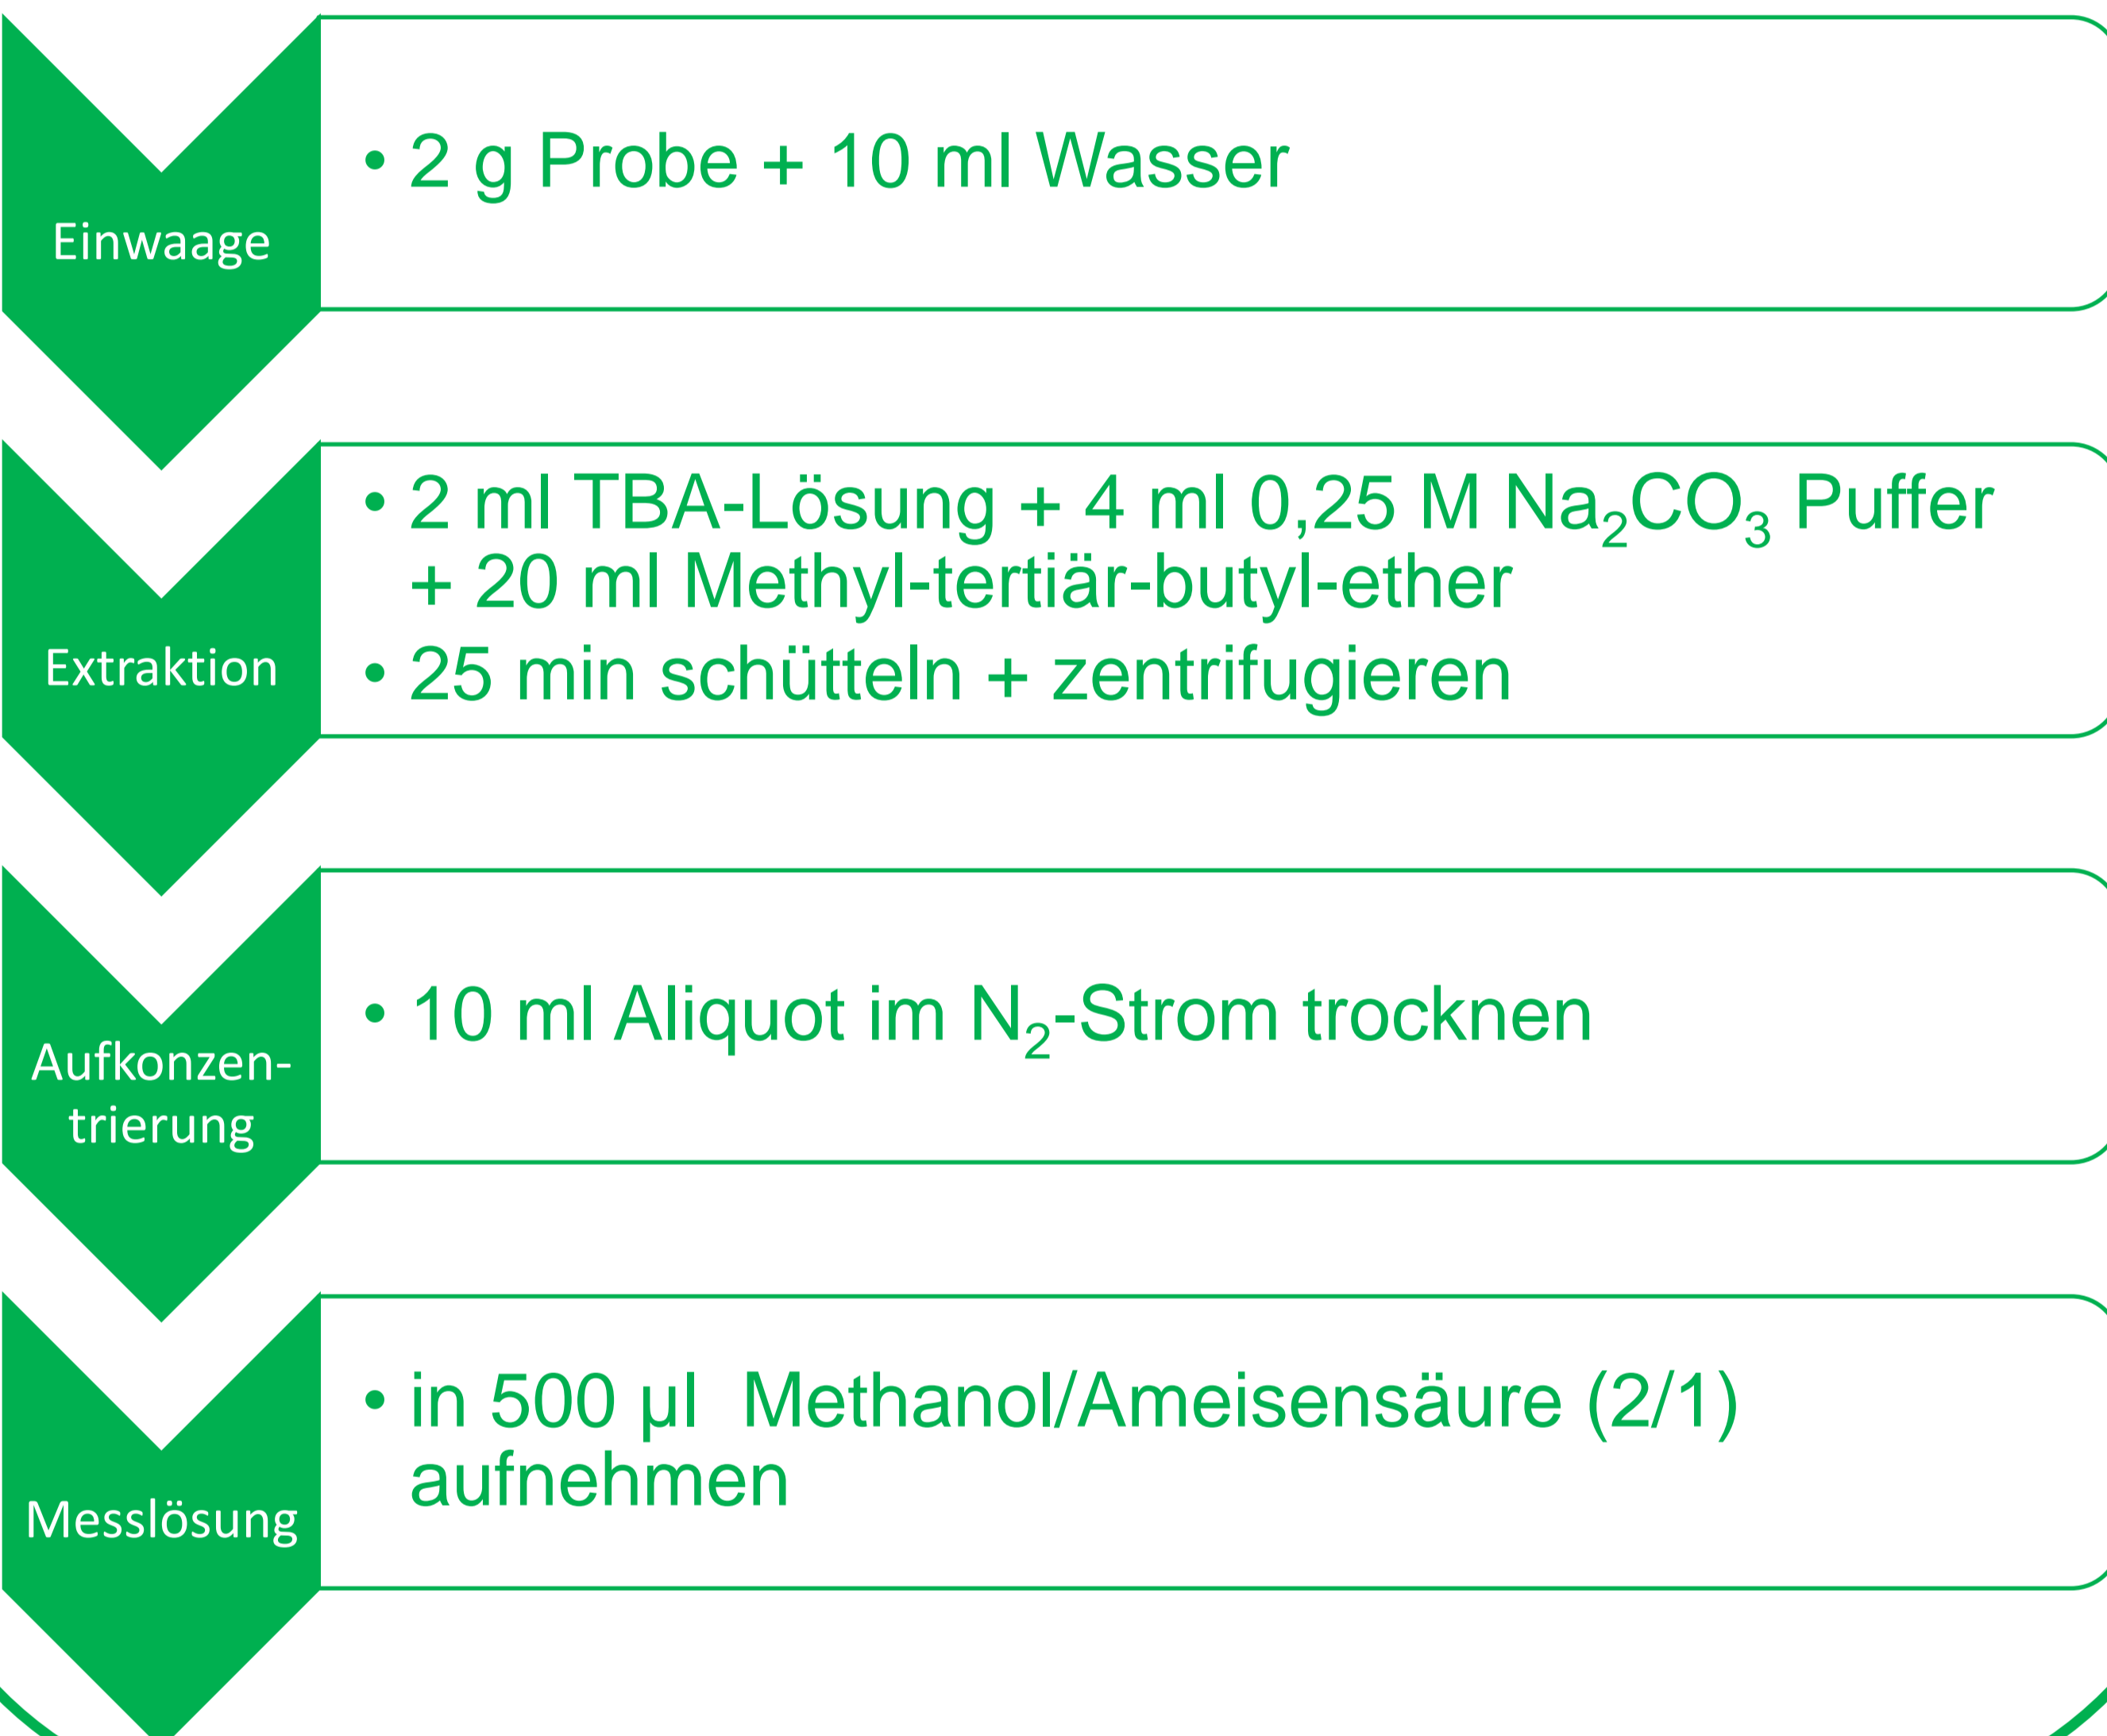 Einwaage
• 2 g Probe + 10 ml Wasser
Extraktion
• 2 ml TBA-Lösung + 4 ml 0,25 M Na₂CO₃ Puffer
+ 20 ml Methyl-tertiär-butyl-ether
• 25 min schütteln + zentrifugieren
Aufkonzen-
trierung
• 10 ml Aliquot im N₂-Strom trocknen
Messlösung
• in 500 µl Methanol/Ameisensäure (2/1)
aufnehmen